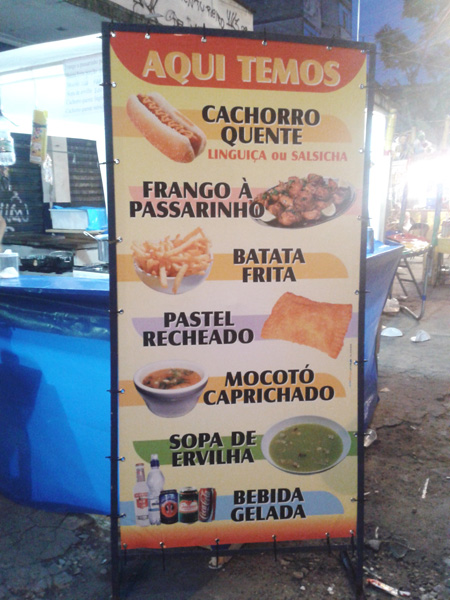 AQUI TEMOS
CACHORRO
QUENTE
LINGUIÇA ou SALSICHA
FRANGO À
PASSARINHO
BATATA
FRITA
PASTEL
RECHEADO
MOCOTÓ
CAPRICHADO
SOPA DE
ERVILHA
BEBIDA
GELADA